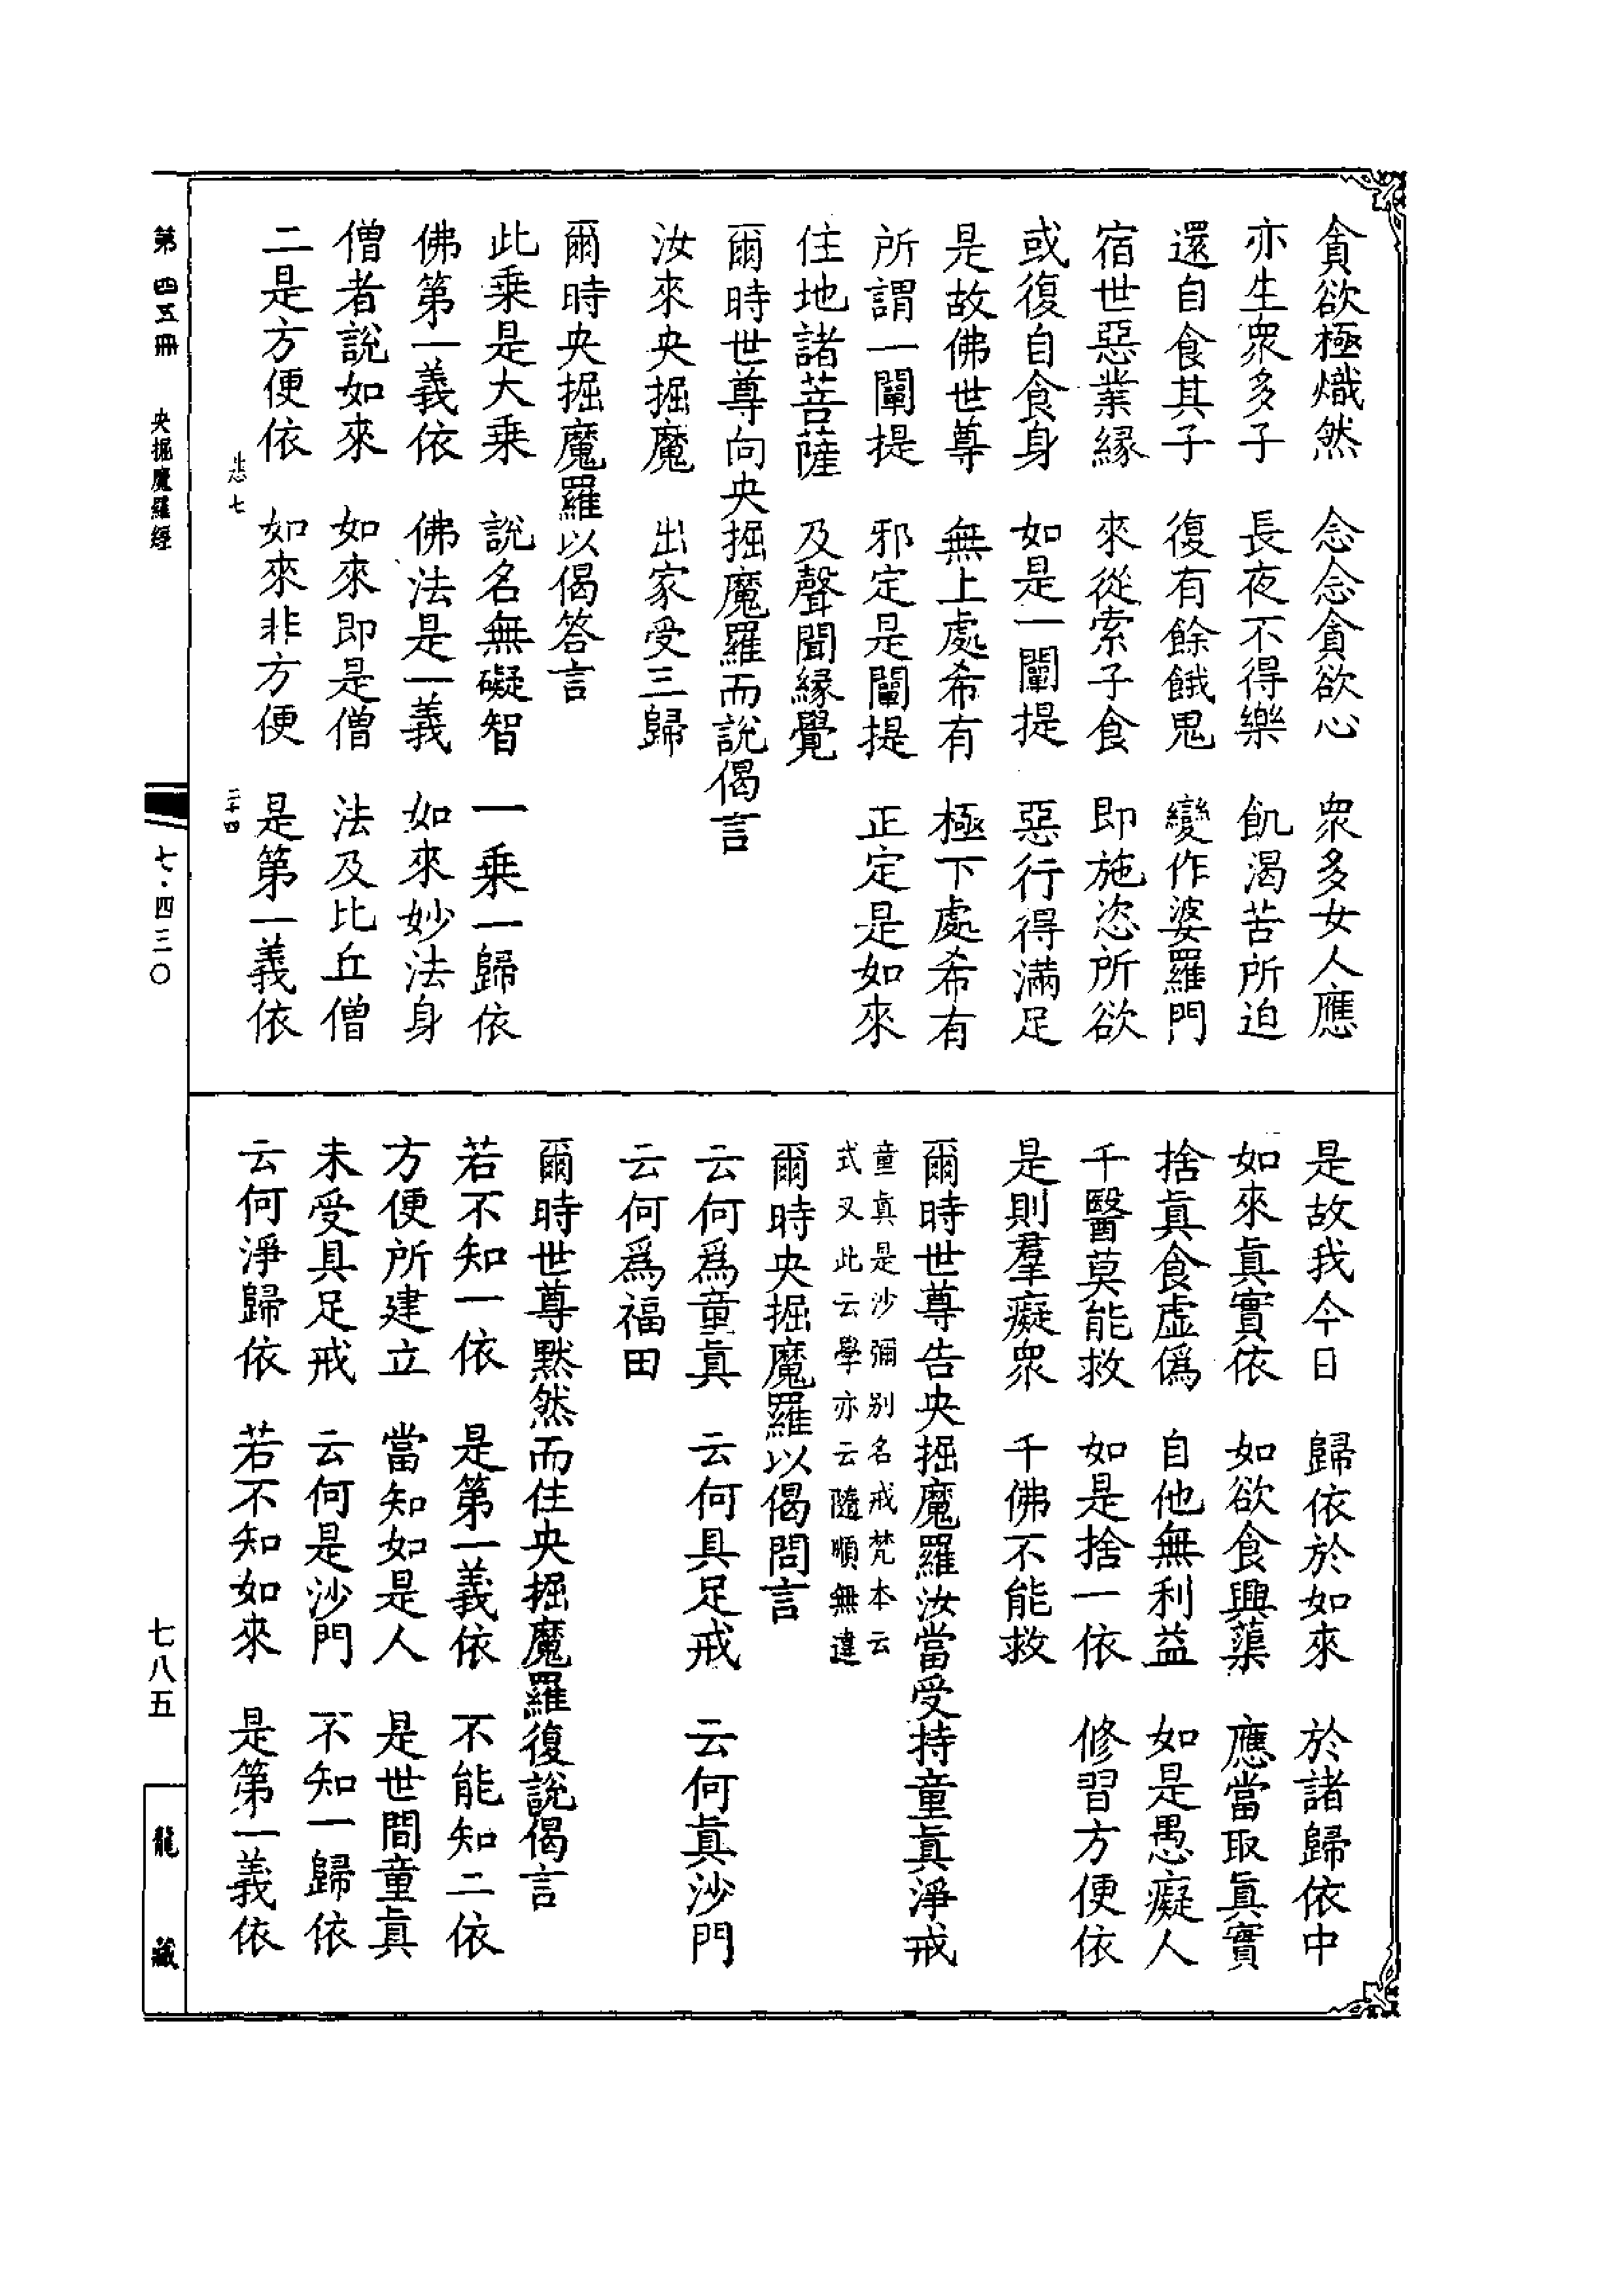 貪欲極熾然　念念貪欲心　衆多女人應
亦生衆多子　長夜不得樂　飢渴苦所迫
還自食其子　復有餘餓鬼　變作婆羅門
宿世惡業緣　來從索子食　即施恣所欲
或復自食身　如是一闡提　惡行得滿足
是故佛世尊　無上處希有　極下處希有
所謂一闡提　邪定是闡提　正定是如來
住地諸菩薩　及聲聞緣覺
爾時世尊向央掘魔羅而說偈言
汝來央掘魔　出家受三歸
爾時央掘魔羅以偈答言
此乘是大乘　說名無礙智　一乘一歸依
佛第一義依　佛法是一義　如來妙法身
僧者說如來　如來即是僧　法及比丘僧
二是方便依　如來非方便　是第一義依
悲七　二十四
是故我今日　歸依於如來　於諸歸依中
如來眞實依　如欲食興蕖　應當取眞實
捨眞食虛僞　自他無利益　如是愚癡人
千醫莫能救　如是捨一依　修習方便依
是則羣癡衆　千佛不能救
爾時世尊告央掘魔羅汝當受持童眞淨戒
童眞是沙彌別名戒梵本云
式叉此云學亦云隨順無違
爾時央掘魔羅以偈問言
云何爲童眞　云何具足戒　云何眞沙門
云何爲福田
爾時世尊默然而住央掘魔羅復說偈言
若不知一依　是第一義依　不能知二依
方便所建立　當知如是人　是世間童眞
未受具足戒　云何是沙門　不知一歸依
云何淨歸依　若不知如來　是第一義依
第四五冊　央掘魔羅經　七・四三〇　七八五　龍藏